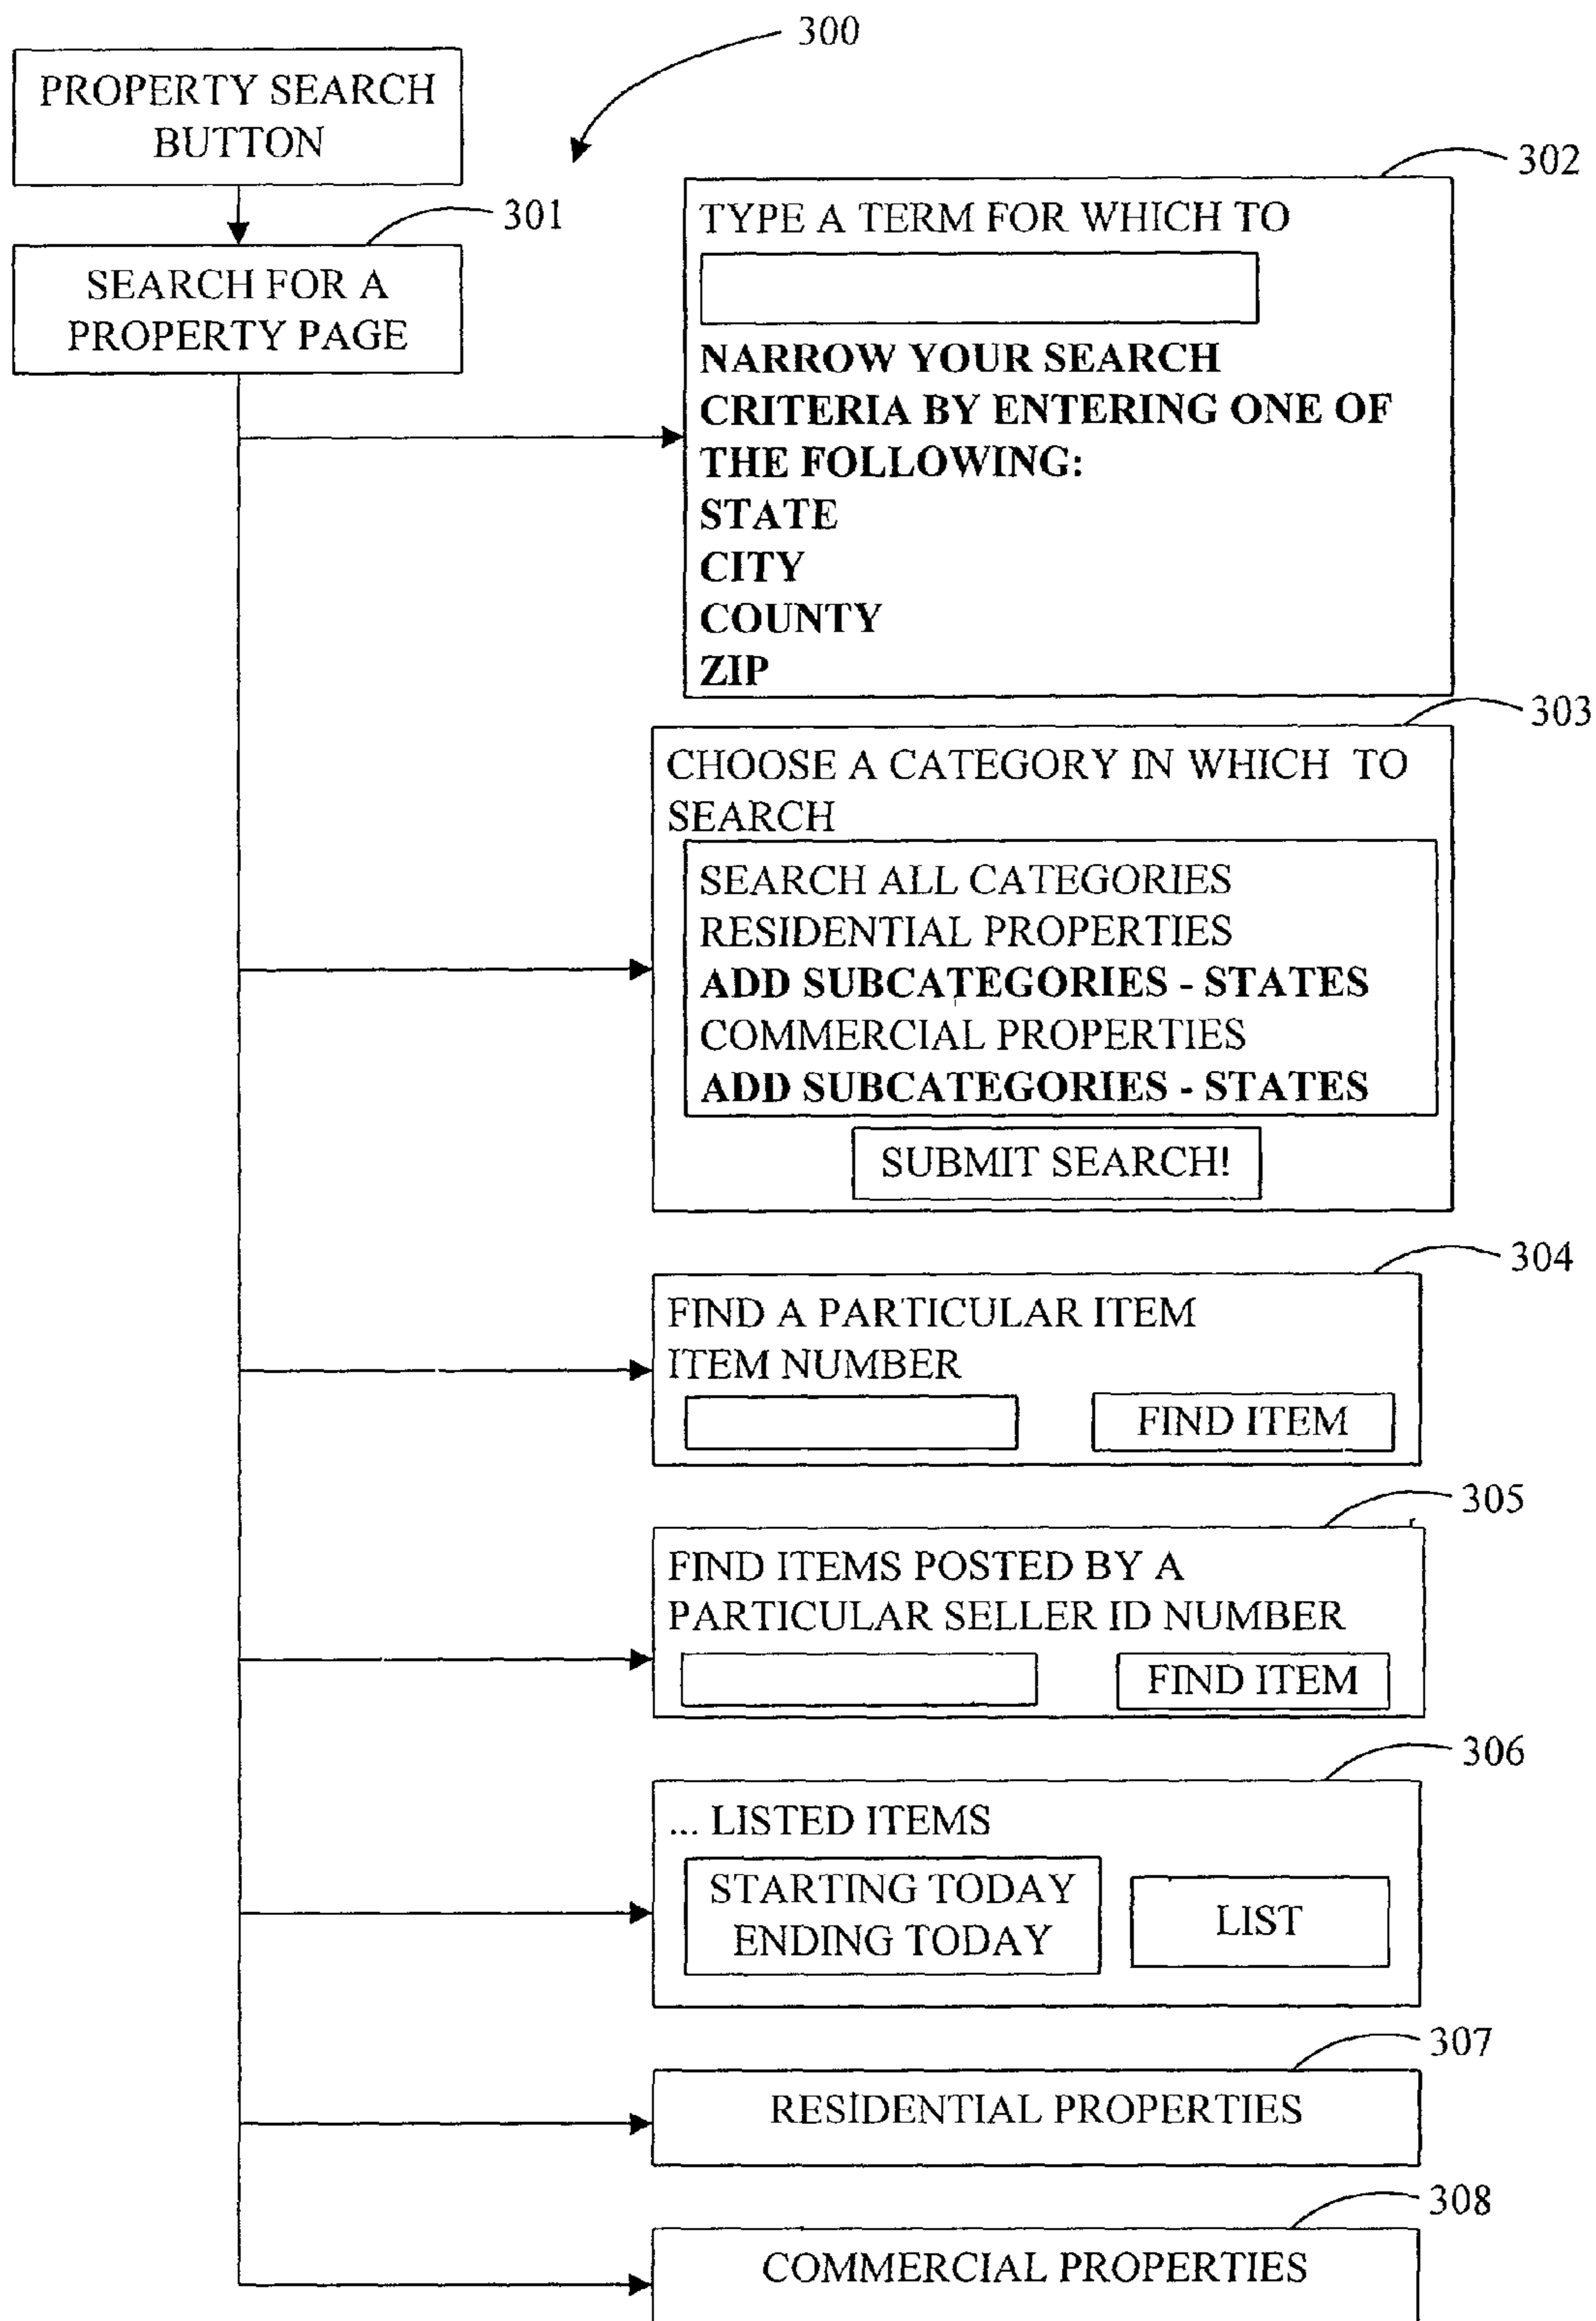 300
PROPERTY SEARCH
BUTTON
301
SEARCH FOR A
PROPERTY PAGE
302
TYPE A TERM FOR WHICH TO
NARROW YOUR SEARCH
CRITERIA BY ENTERING ONE OF
THE FOLLOWING:
STATE
CITY
COUNTY
ZIP
303
CHOOSE A CATEGORY IN WHICH TO
SEARCH
SEARCH ALL CATEGORIES
RESIDENTIAL PROPERTIES
ADD SUBCATEGORIES - STATES
COMMERCIAL PROPERTIES
ADD SUBCATEGORIES - STATES
SUBMIT SEARCH!
304
FIND A PARTICULAR ITEM
ITEM NUMBER
FIND ITEM
305
FIND ITEMS POSTED BY A
PARTICULAR SELLER ID NUMBER
FIND ITEM
306
... LISTED ITEMS
STARTING TODAY
ENDING TODAY
LIST
307
RESIDENTIAL PROPERTIES
308
COMMERCIAL PROPERTIES